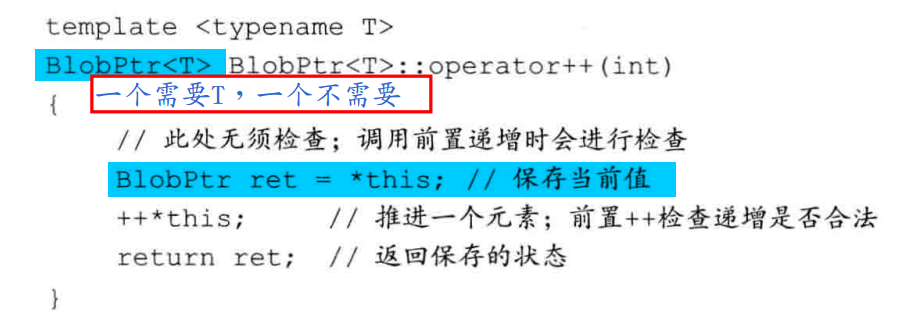 template <typename T>
BlobPtr<T> BlobPtr<T>::operator++(int)
{
一个需要T，一个不需要
// 此处无须检查；调用前置递增时会进行检查
BlobPtr ret = *this; // 保存当前值
++*this; // 推进一个元素；前置++检查递增是否合法
return ret; // 返回保存的状态
}